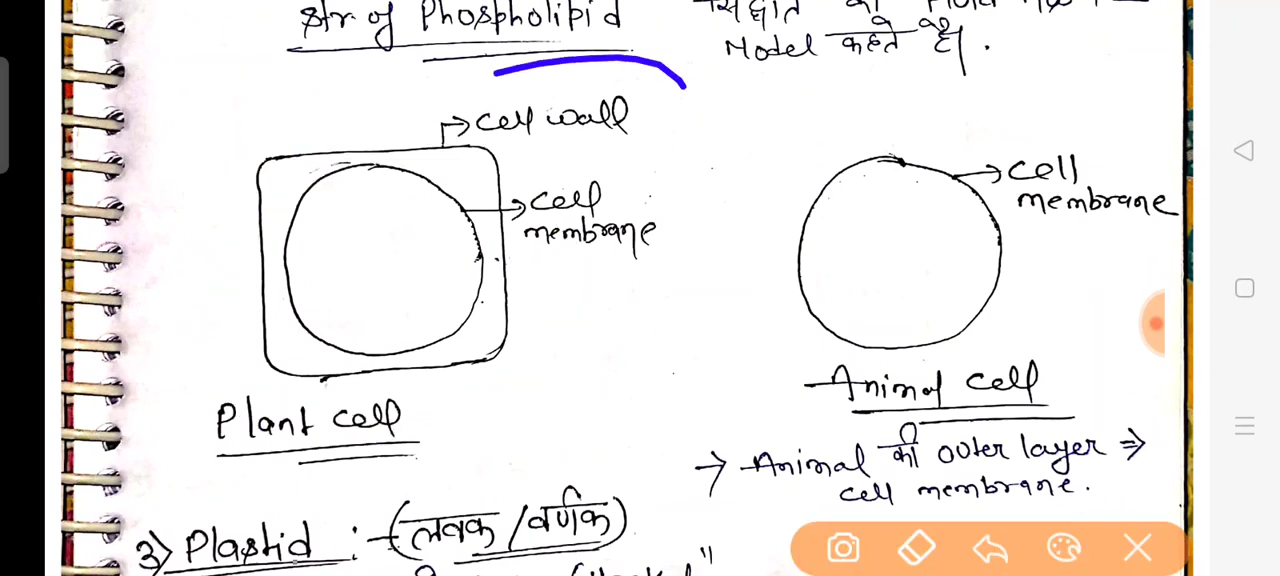 Str of Phospholipid
सिद्धांत को
Model कहते हैं।
cell wall
cell
membrane
cell
membrane
Plant cell
Animal cell
→ Animal की outer layer ⇒
cell membrane.
3) Plastid :- (लवक / वर्णक)